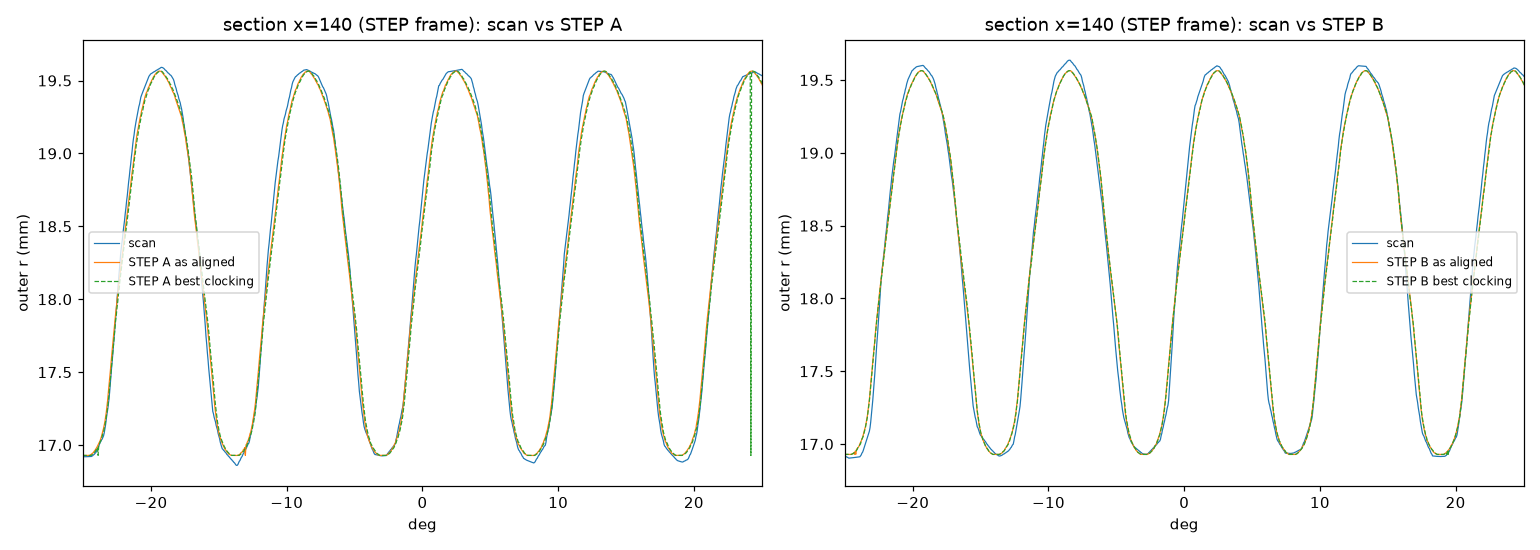 section x=140 (STEP frame): scan vs STEP A
outer r (mm)
19.5
19.0
18.5
18.0
17.5
17.0
scan
STEP A as aligned
STEP A best clocking
−20
−10
0
10
20
deg
section x=140 (STEP frame): scan vs STEP B
outer r (mm)
19.5
19.0
18.5
18.0
17.5
17.0
scan
STEP B as aligned
STEP B best clocking
−20
−10
0
10
20
deg